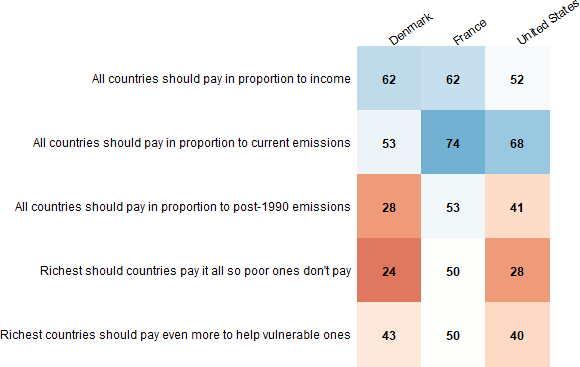 Denmark France United States
All countries should pay in proportion to income 62 62 52
All countries should pay in proportion to current emissions 53 74 68
All countries should pay in proportion to post-1990 emissions 28 53 41
Richest should countries pay it all so poor ones don't pay 24 50 28
Richest countries should pay even more to help vulnerable ones 43 50 40